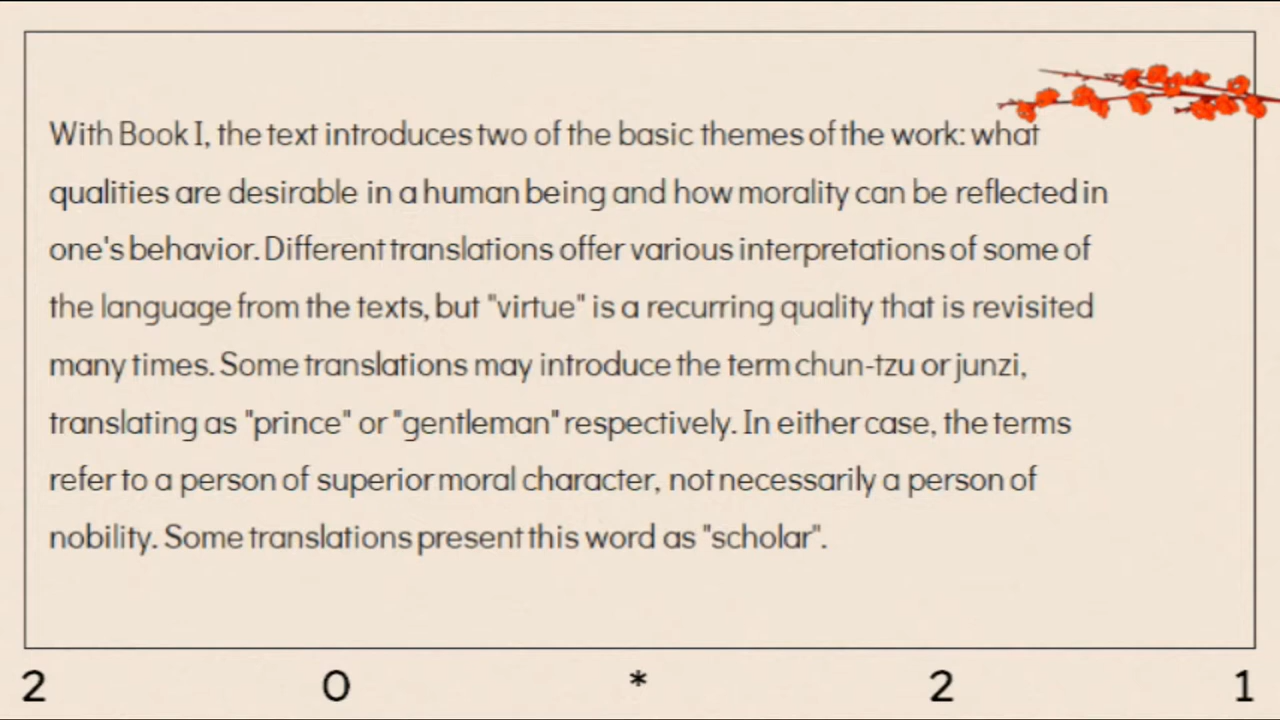 With Book I, the text introduces two of the basic themes of the work: what
qualities are desirable in a human being and how morality can be reflected in
one's behavior. Different translations offer various interpretations of some of
the language from the texts, but "virtue" is a recurring quality that is revisited
many times. Some translations may introduce the term chun-tzu or junzi,
translating as "prince" or "gentleman" respectively. In either case, the terms
refer to a person of superior moral character, not necessarily a person of
nobility. Some translations present this word as "scholar".
2 0 * 2 1